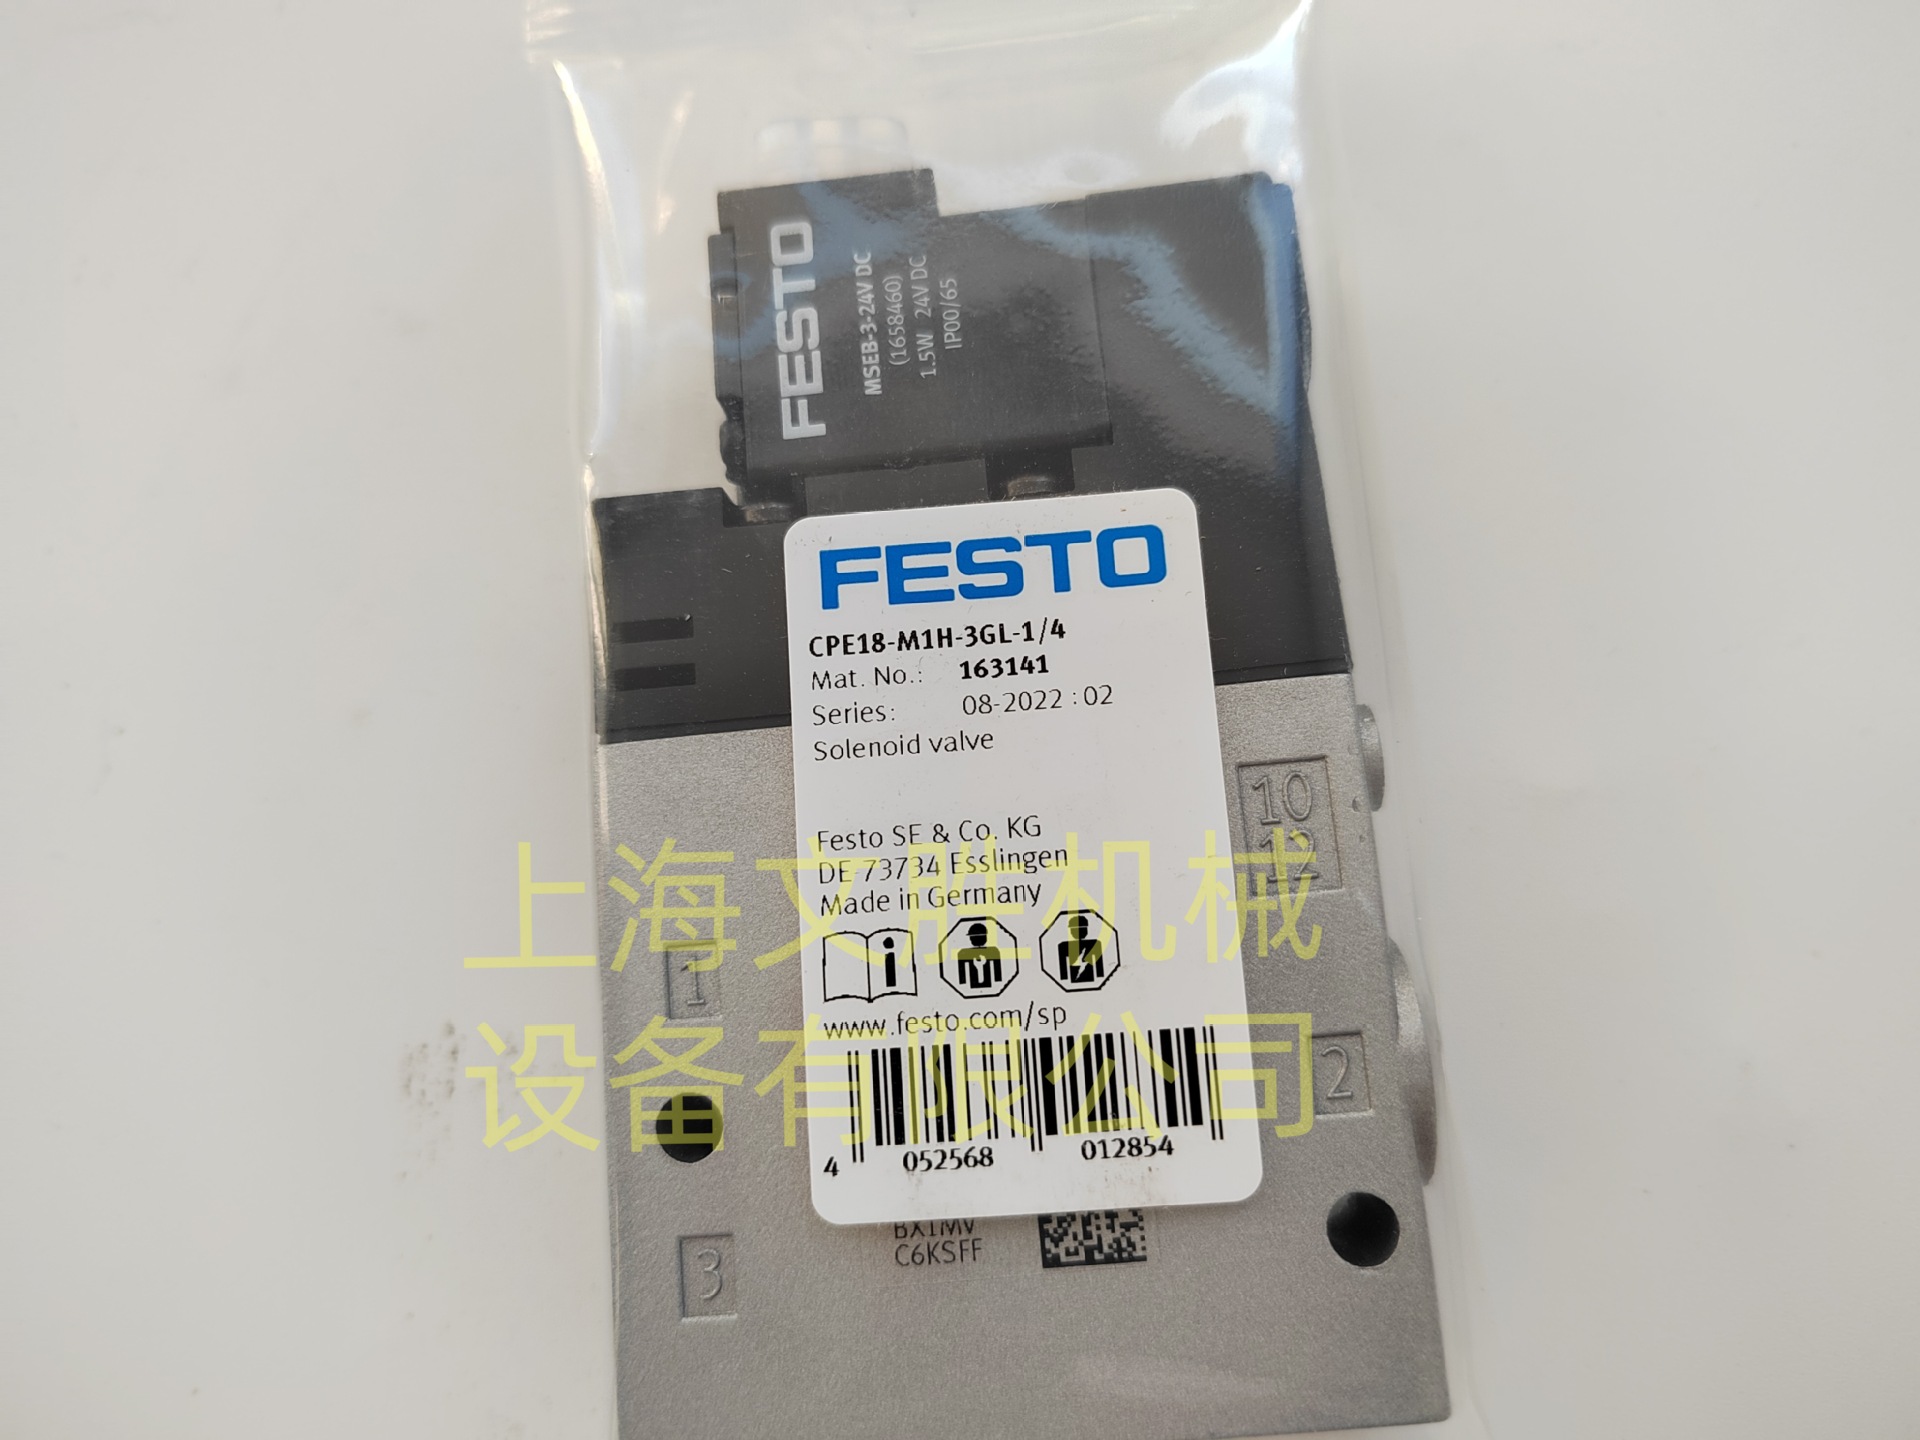 FESTO
MSEB-3-24V DC
(1658460)
1.5W 24V DC
IP00/65
FESTO
CPE18-M1H-3GL-1/4
Mat. No.: 163141
Series: 08-2022 : 02
Solenoid valve
Festo SE & Co. KG
DE-73734 Esslingen
Made in Germany
www.festo.com/sp
4 052568 012854
10
12
1
2
3
BX1MV
C6KSFF
上海文胜机械
设备有限公司